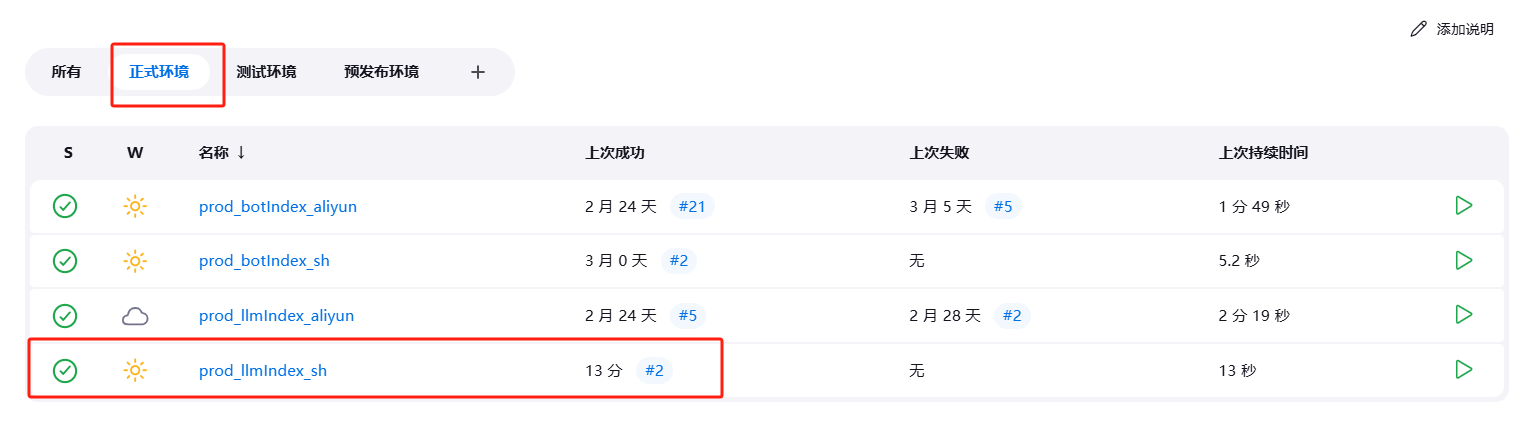 添加说明
所有 正式环境 测试环境 预发布环境 +
S W 名称 ↓ 上次成功 上次失败 上次持续时间
prod_botIndex_aliyun 2 月 24 天 #21 3 月 5 天 #5 1 分 49 秒
prod_botIndex_sh 3 月 0 天 #2 无 5.2 秒
prod_llmIndex_aliyun 2 月 24 天 #5 2 月 28 天 #2 2 分 19 秒
prod_llmIndex_sh 13 分 #2 无 13 秒